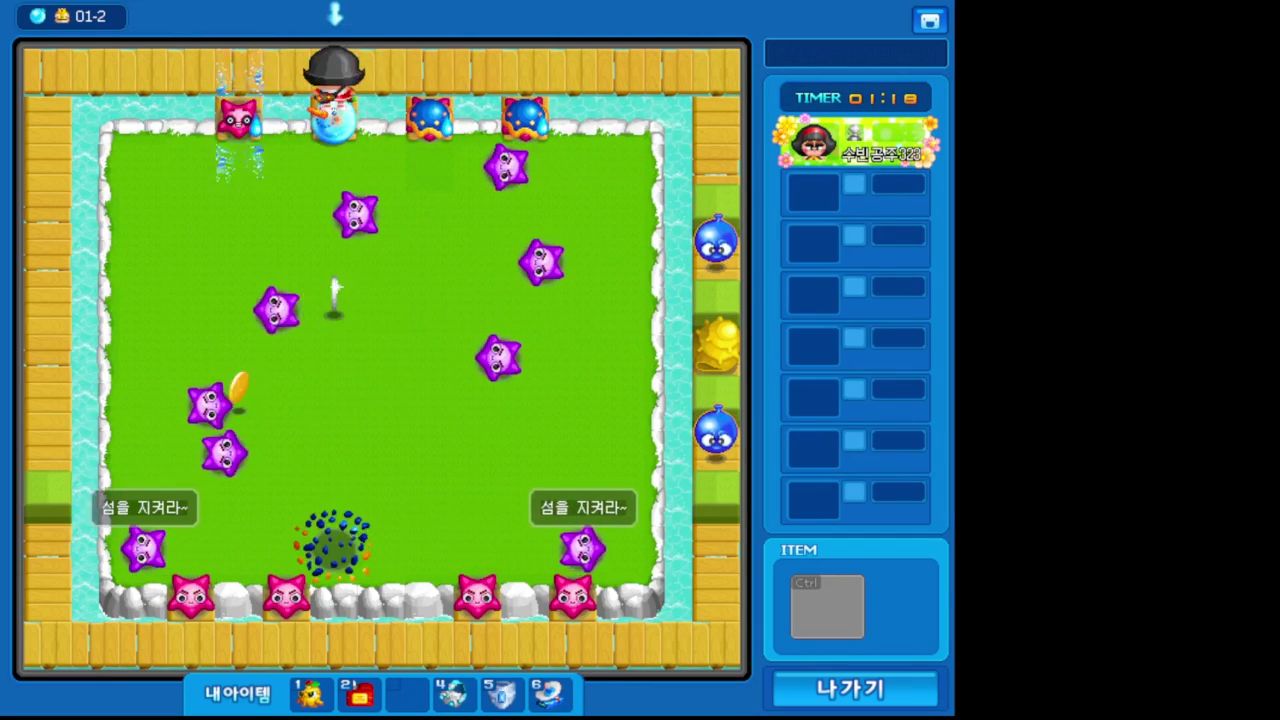 01-2
TIMER 01:18
수빈공주323
섬을 지켜라~
섬을 지켜라~
ITEM
Ctrl
내 아이템
1
2
4
5
6
나가기